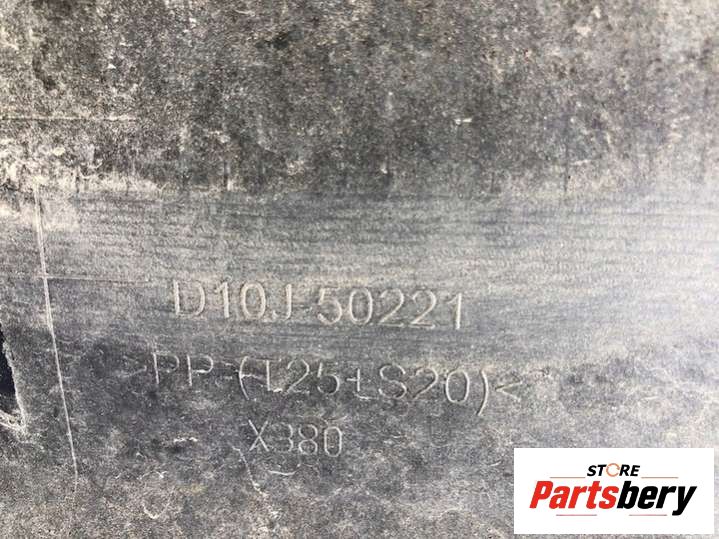 D10J-50221
>PP-(T25+S20)<
X380
STORE
Partsbery